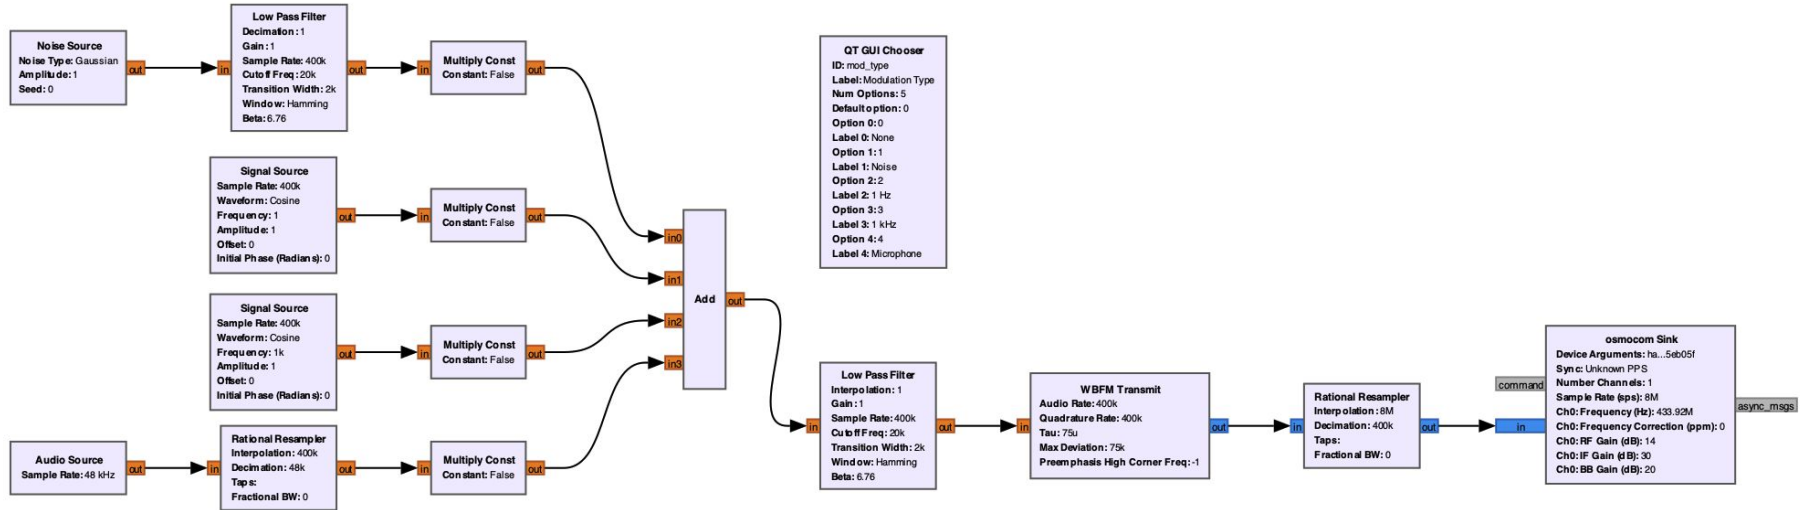 Noise Source
Noise Type: Gaussian
Amplitude: 1
Seed: 0
out
in
Low Pass Filter
Decimation : 1
Gain : 1
Sample Rate: 400k
Cutoff Freq: 20k
Transition Width: 2k
Window: Hamming
Beta: 6.76
out
in
Multiply Const
Constant: False
out
Signal Source
Sample Rate: 400k
Waveform: Cosine
Frequency: 1
Amplitude: 1
Offset: 0
Initial Phase (Radians): 0
out
in
Multiply Const
Constant: False
out
Signal Source
Sample Rate: 400k
Waveform: Cosine
Frequency: 1k
Amplitude: 1
Offset: 0
Initial Phase (Radians): 0
out
in
Multiply Const
Constant: False
out
Audio Source
Sample Rate: 48 kHz
out
in
Rational Resampler
Interpolation: 400k
Decimation: 48k
Taps:
Fractional BW: 0
out
in
Multiply Const
Constant: False
out
in0
in1
in2
in3
Add
out
QT GUI Chooser
ID: mod_type
Label: Modulation Type
Num Options: 5
Default option: 0
Option 0: 0
Label 0: None
Option 1: 1
Label 1: Noise
Option 2: 2
Label 2: 1 Hz
Option 3: 3
Label 3: 1 kHz
Option 4: 4
Label 4: Microphone
in
Low Pass Filter
Interpolation: 1
Gain: 1
Sample Rate: 400k
Cutoff Freq: 20k
Transition Width: 2k
Window: Hamming
Beta: 6.76
out
in
WBFM Transmit
Audio Rate: 400k
Quadrature Rate: 400k
Tau: 75u
Max Deviation: 75k
Preemphasis High Corner Freq: -1
out
in
Rational Resampler
Interpolation: 8M
Decimation: 400k
Taps:
Fractional BW: 0
out
command
in
osmocom Sink
Device Arguments: ha...5eb05f
Sync: Unknown PPS
Number Channels: 1
Sample Rate (sps): 8M
Ch0: Frequency (Hz): 433.92M
Ch0: Frequency Correction (ppm): 0
Ch0: RF Gain (dB): 14
Ch0: IF Gain (dB): 30
Ch0: BB Gain (dB): 20
async_msgs